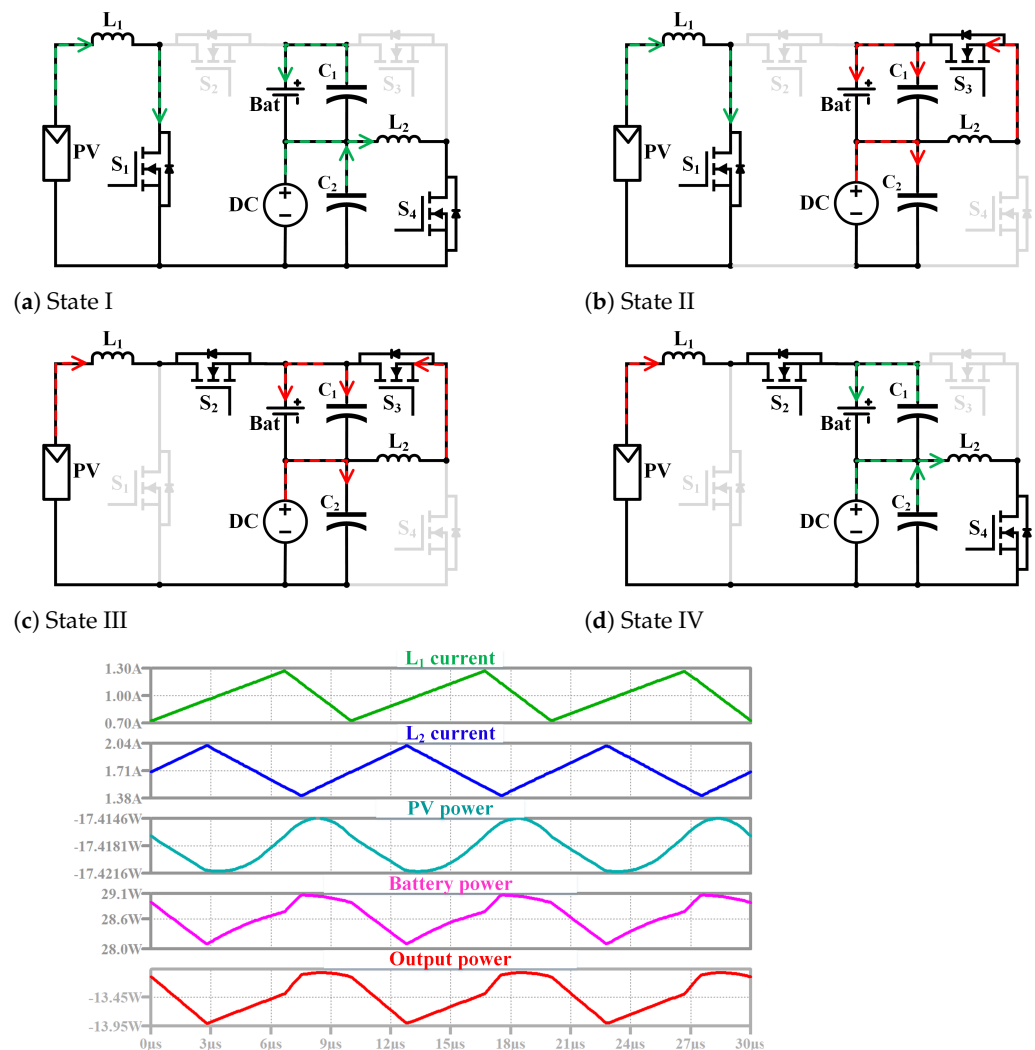 L1
S2
C1
S3
Bat
L2
PV
S1
DC
C2
S4
(a) State I
L1
S2
C1
S3
Bat
L2
PV
S1
DC
C2
S4
(b) State II
L1
S2
C1
S3
Bat
L2
PV
S1
DC
C2
S4
(c) State III
L1
S2
C1
S3
Bat
L2
PV
S1
DC
C2
S4
(d) State IV
L1 current
1.30A
1.00A
0.70A
L2 current
2.04A
1.71A
1.38A
PV power
-17.4146W
-17.4181W
-17.4216W
Battery power
29.1W
28.6W
28.0W
Output power
-13.45W
-13.95W
0µs 3µs 6µs 9µs 12µs 15µs 18µs 21µs 24µs 27µs 30µs